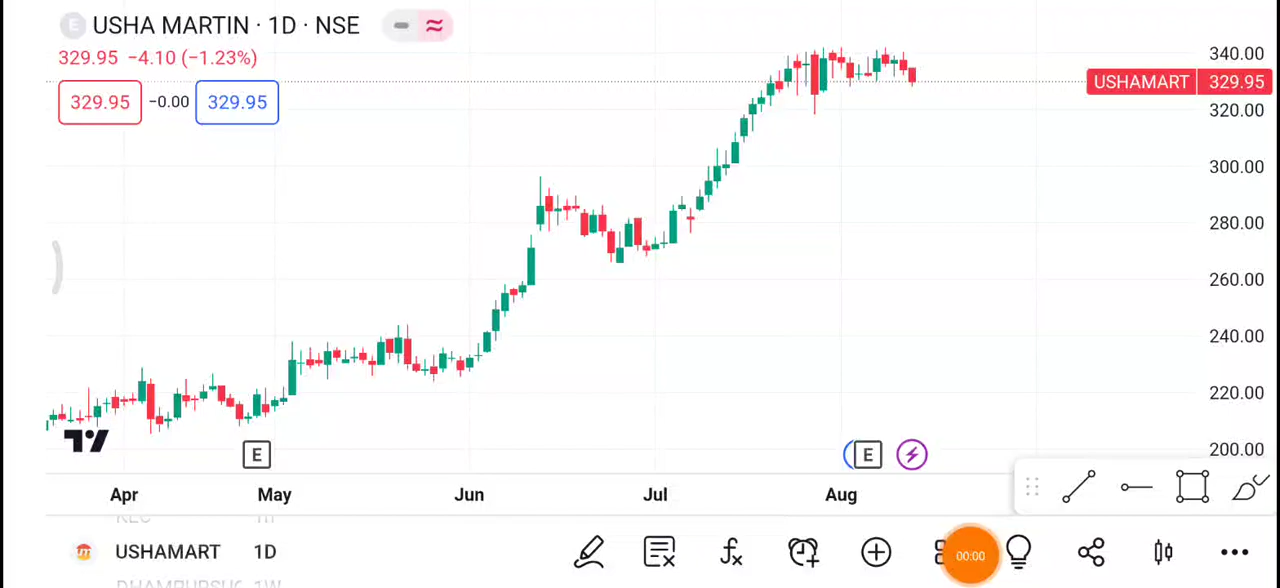 E USHA MARTIN · 1D · NSE
329.95 −4.10 (−1.23%)
329.95 −0.00 329.95
340.00
USHAMART 329.95
320.00
300.00
280.00
260.00
240.00
220.00
200.00
E E
Apr May Jun Jul Aug
USHAMART 1D
00:00